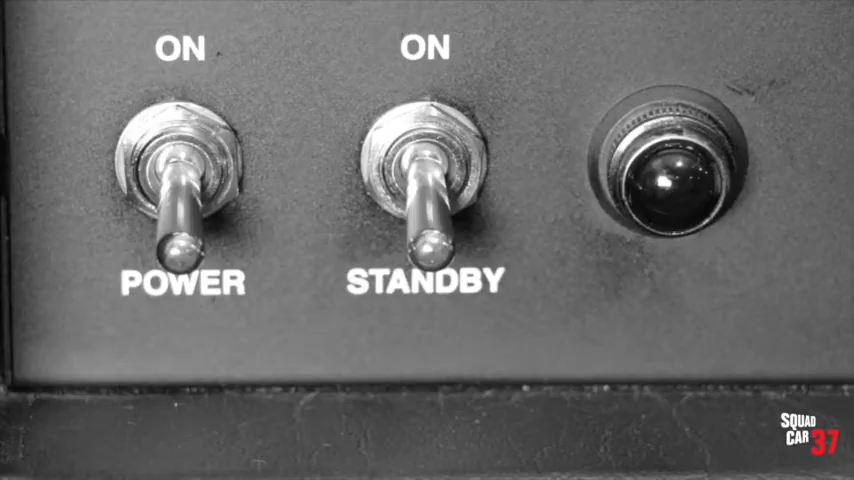 ON
ON
POWER
STANDBY
SQUAD
CAR 37